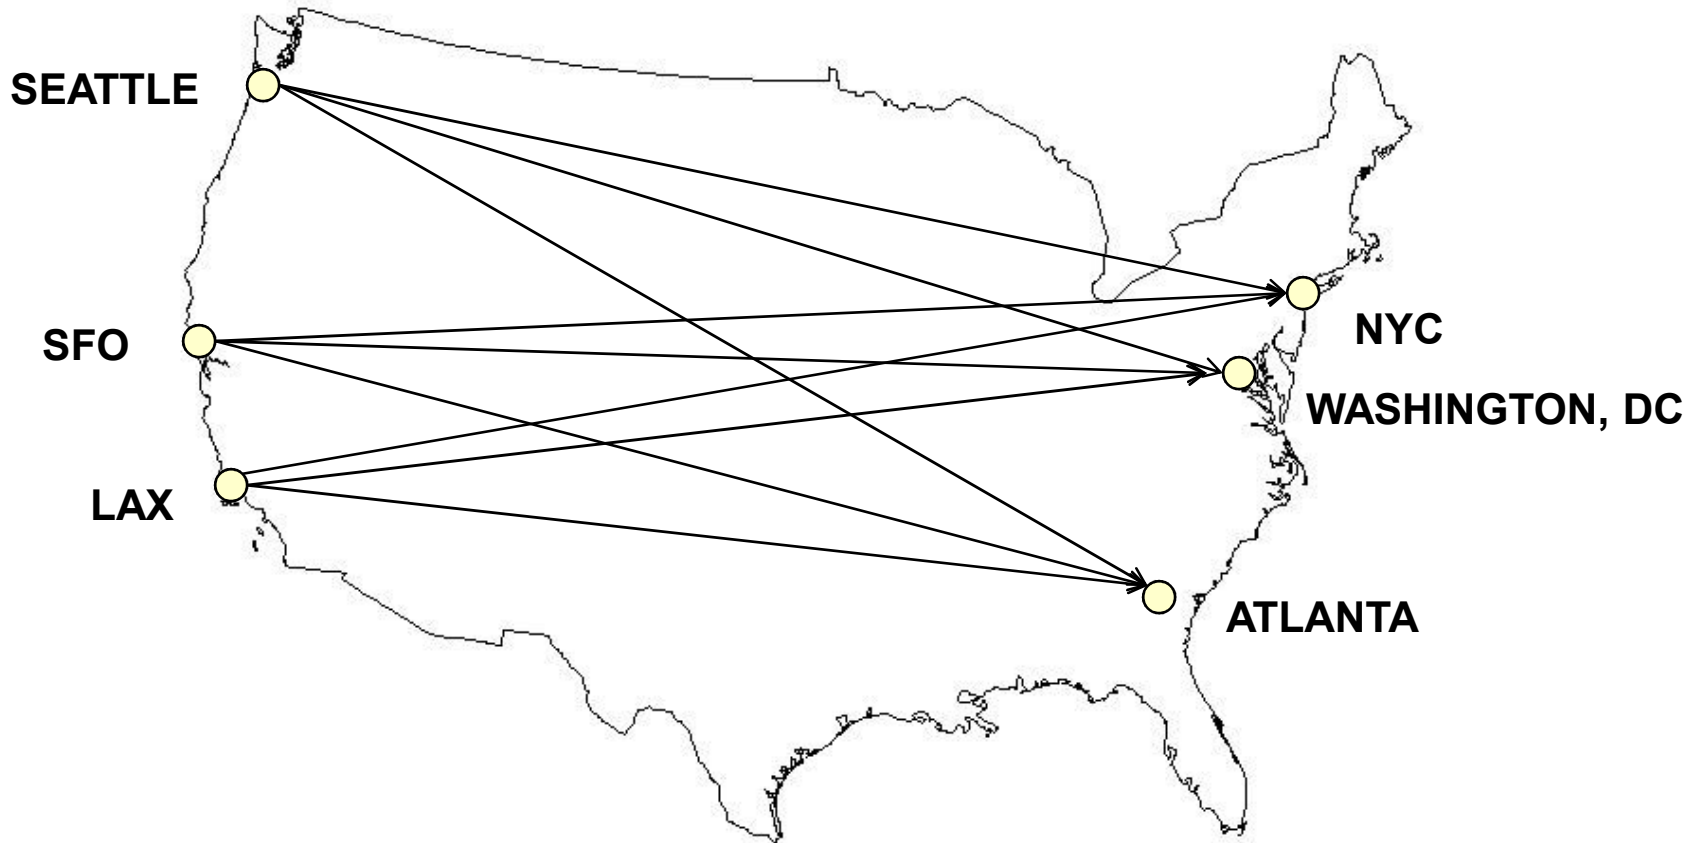 SEATTLE
SFO
NYC
WASHINGTON, DC
LAX
ATLANTA